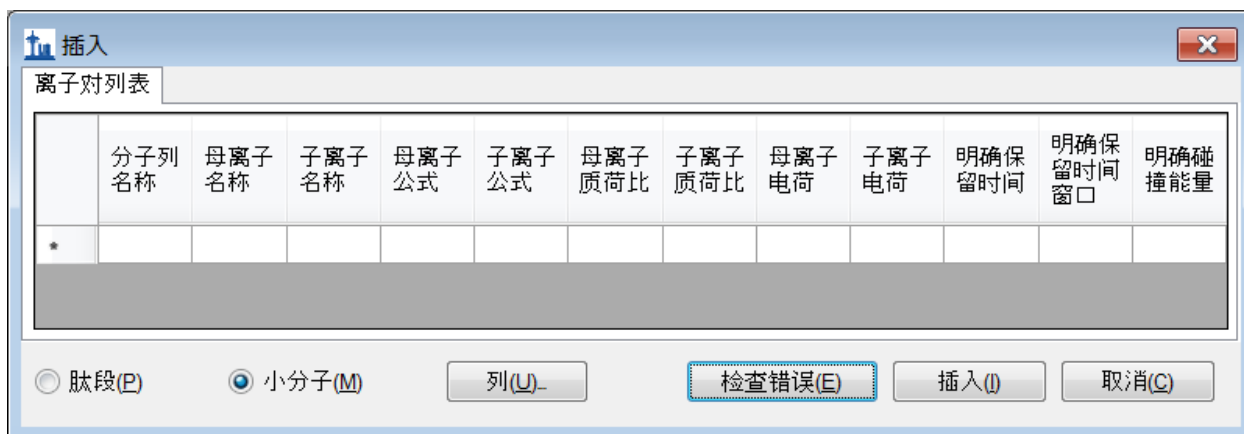 插入
离子对列表
分子列
名称
母离子
名称
子离子
名称
母离子
公式
子离子
公式
母离子
质荷比
子离子
质荷比
母离子
电荷
子离子
电荷
明确保
留时间
明确保
留时间
窗口
明确碰
撞能量
*
肽段(P)
小分子(M)
列(U)...
检查错误(E)
插入(I)
取消(C)